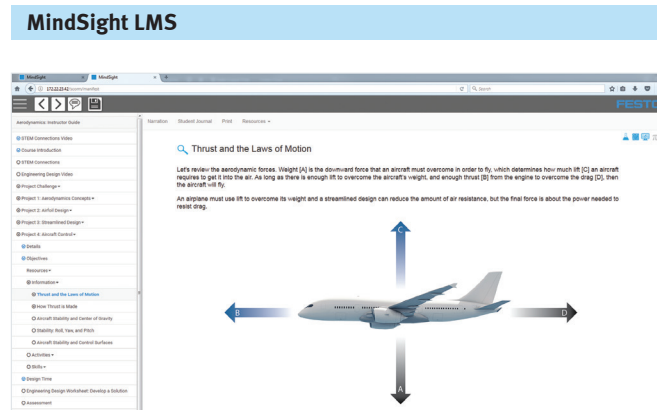 MindSight LMS
MindSight
MindSight
Search
FESTO
Aerodynamics: Instructor Guide
Narration Student Journal Print Resources
STEM Connections Video
Course Introduction
STEM Connections
Engineering Design Video
Project Challenge
Project 1: Aerodynamics Concepts
Project 2: Airfoil Design
Project 3: Streamlined Design
Project 4: Aircraft Control
Details
Objectives
Resources
Information
Thrust and the Laws of Motion
How Thrust is Made
Aircraft Stability and Center of Gravity
Stability: Roll, Yaw, and Pitch
Aircraft Stability and Control Surfaces
Activities
Skills
Design Time
Engineering Design Worksheet: Develop a Solution
Assessment
Thrust and the Laws of Motion
Let's review the aerodynamic forces. Weight [A] is the downward force that an aircraft must overcome in order to fly, which determines how much lift [C] an aircraft
requires to get it into the air. As long as there is enough lift to overcome the aircraft's weight, and enough thrust [B] from the engine to overcome the drag [D], then
the aircraft will fly.
An airplane must use lift to overcome its weight and a streamlined design can reduce the amount of air resistance, but the final force is about the power needed to
resist drag.
C
B
D
A